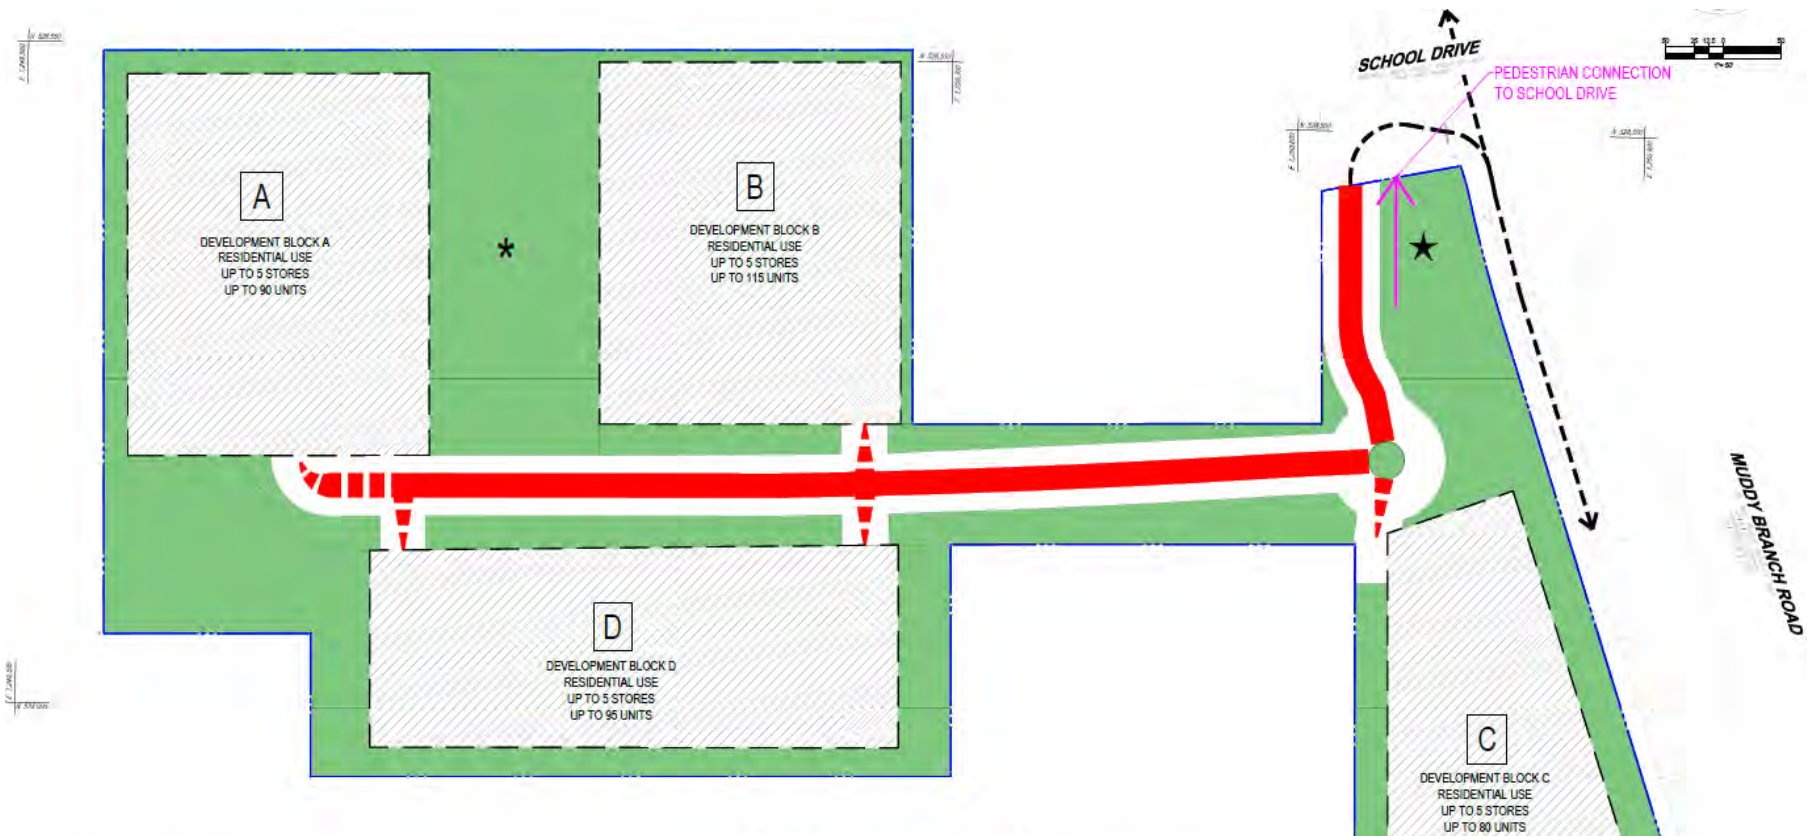 SCHOOL DRIVE
PEDESTRIAN CONNECTION
TO SCHOOL DRIVE
A
DEVELOPMENT BLOCK A
RESIDENTIAL USE
UP TO 5 STORES
UP TO 90 UNITS
*
B
DEVELOPMENT BLOCK B
RESIDENTIAL USE
UP TO 5 STORES
UP TO 115 UNITS
MUDDY BRANCH ROAD
D
DEVELOPMENT BLOCK D
RESIDENTIAL USE
UP TO 5 STORES
UP TO 95 UNITS
C
DEVELOPMENT BLOCK C
RESIDENTIAL USE
UP TO 5 STORES
UP TO 80 UNITS